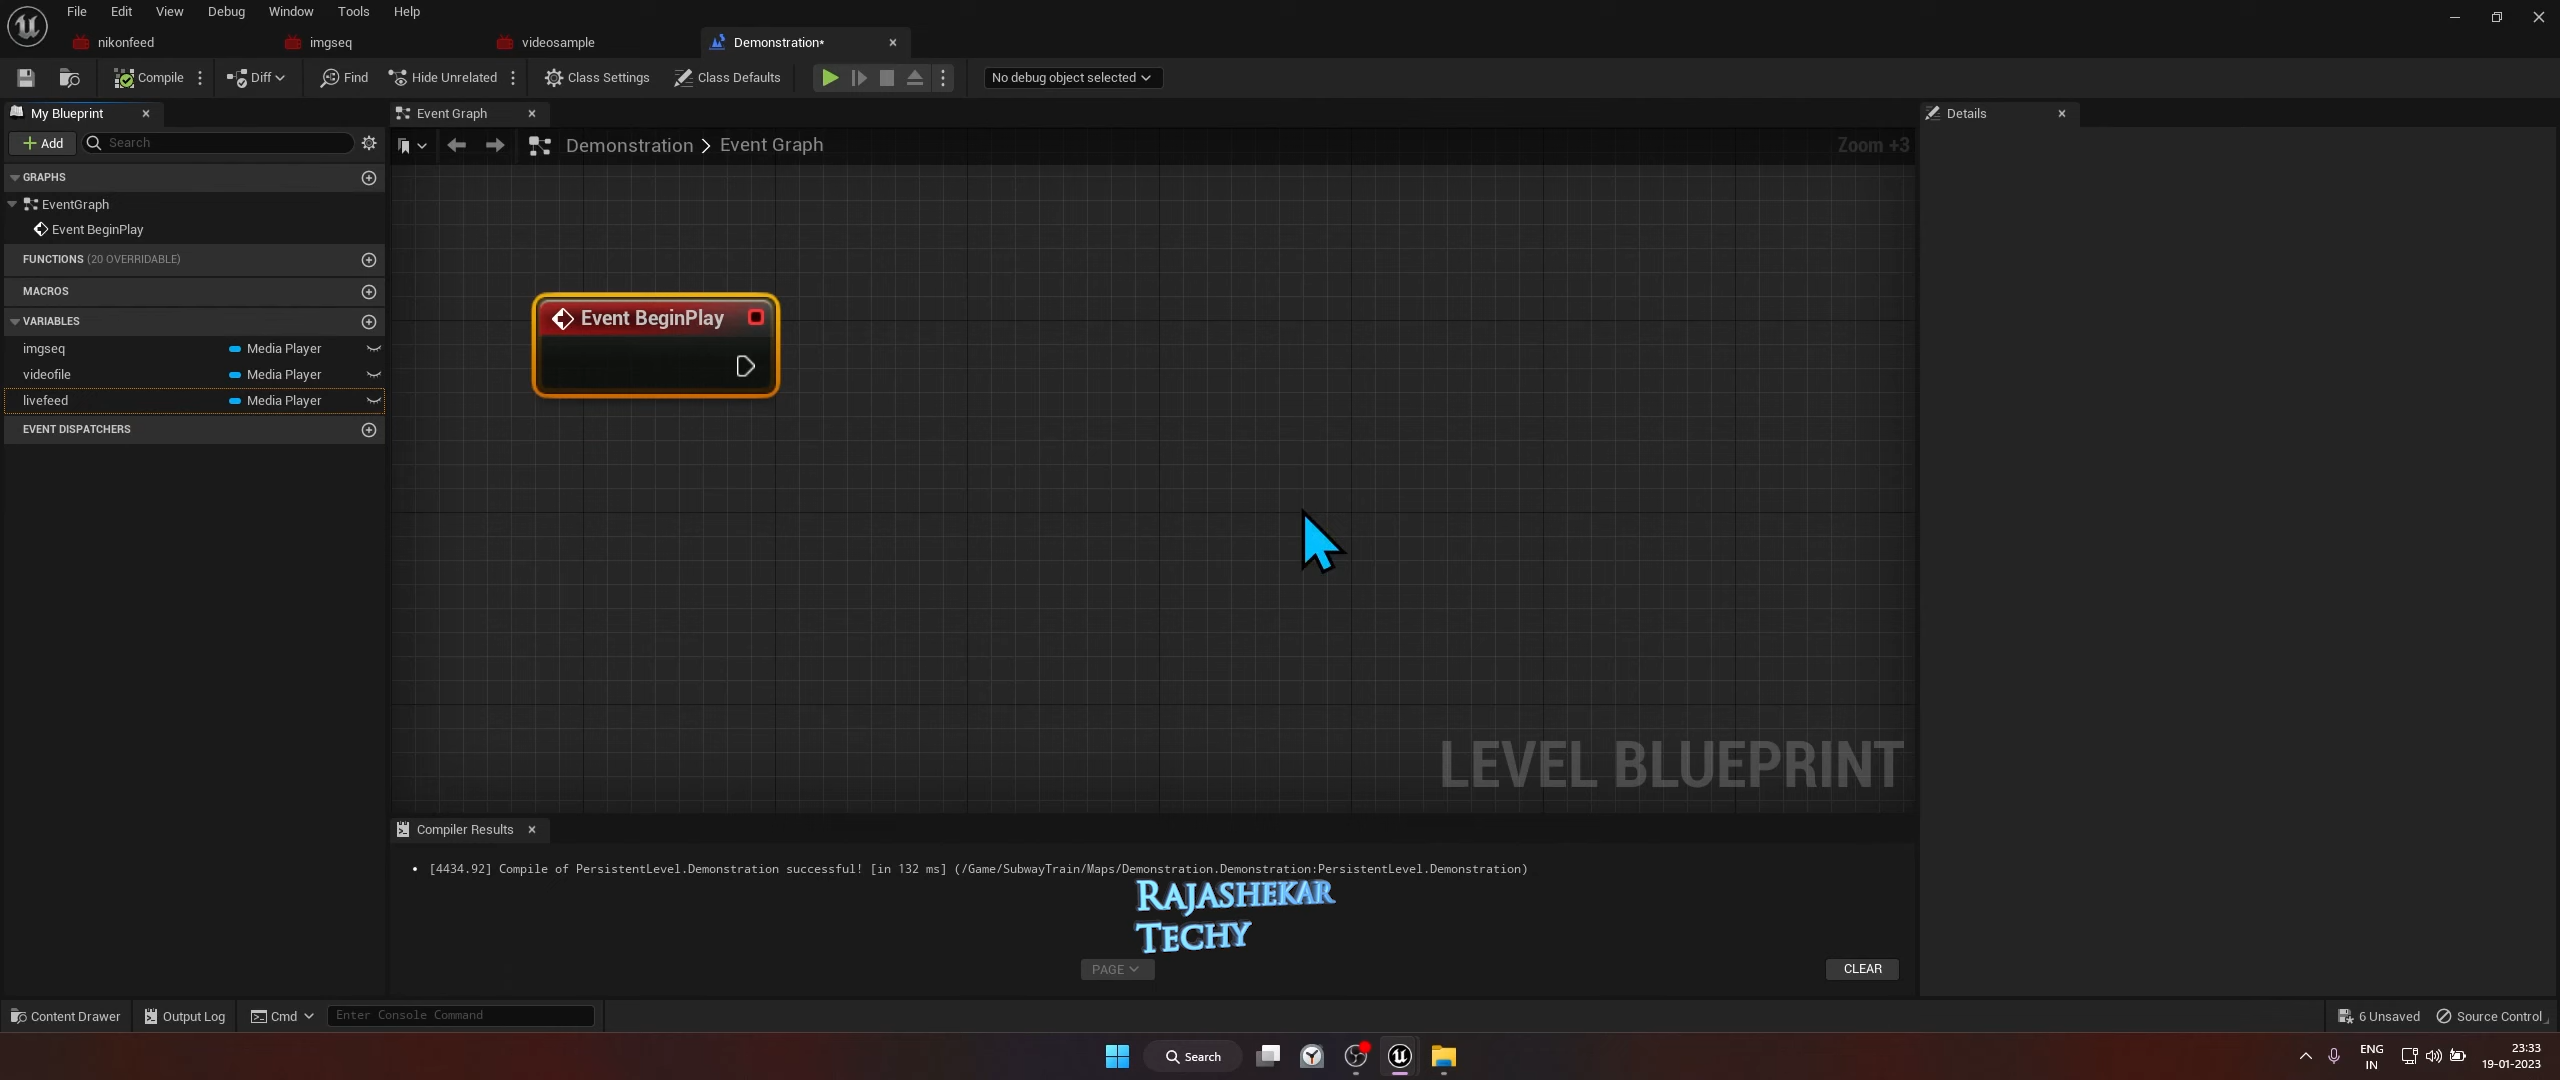 File Edit View Debug Window Tools Help
nikonfeed imgseq videosample Demonstration*
Compile Diff Find Hide Unrelated Class Settings Class Defaults No debug object selected
My Blueprint Event Graph Details
Add Search Demonstration > Event Graph Zoom +3
GRAPHS
EventGraph
Event BeginPlay
FUNCTIONS (20 OVERRIDABLE)
MACROS
VARIABLES
imgseq Media Player
videofile Media Player
livefeed Media Player
EVENT DISPATCHERS
Event BeginPlay
LEVEL BLUEPRINT
Compiler Results
[4434.92] Compile of PersistentLevel.Demonstration successful! [in 132 ms] (/Game/SubwayTrain/Maps/Demonstration.Demonstration:PersistentLevel.Demonstration)
RAJASHEKAR
TECHY
PAGE CLEAR
Content Drawer Output Log Cmd Enter Console Command 6 Unsaved Source Control
Search
ENG
IN
23:33
19-01-2023